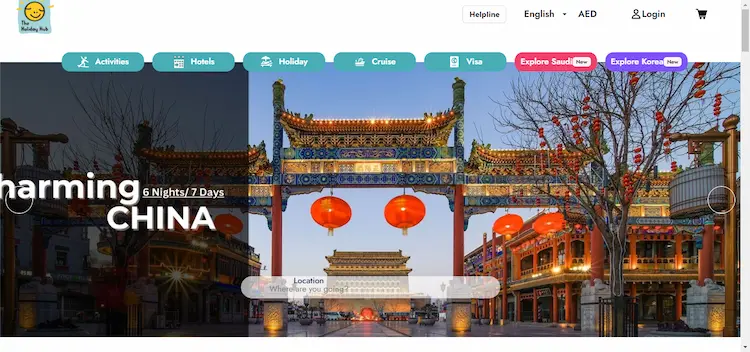 The
Holiday Hub
Helpline
English
AED
Login
Activities
Hotels
Holiday
Cruise
Visa
Explore Saudi New
Explore Korea New
harming
6 Nights/ 7 Days
CHINA
Location
Where are you going?